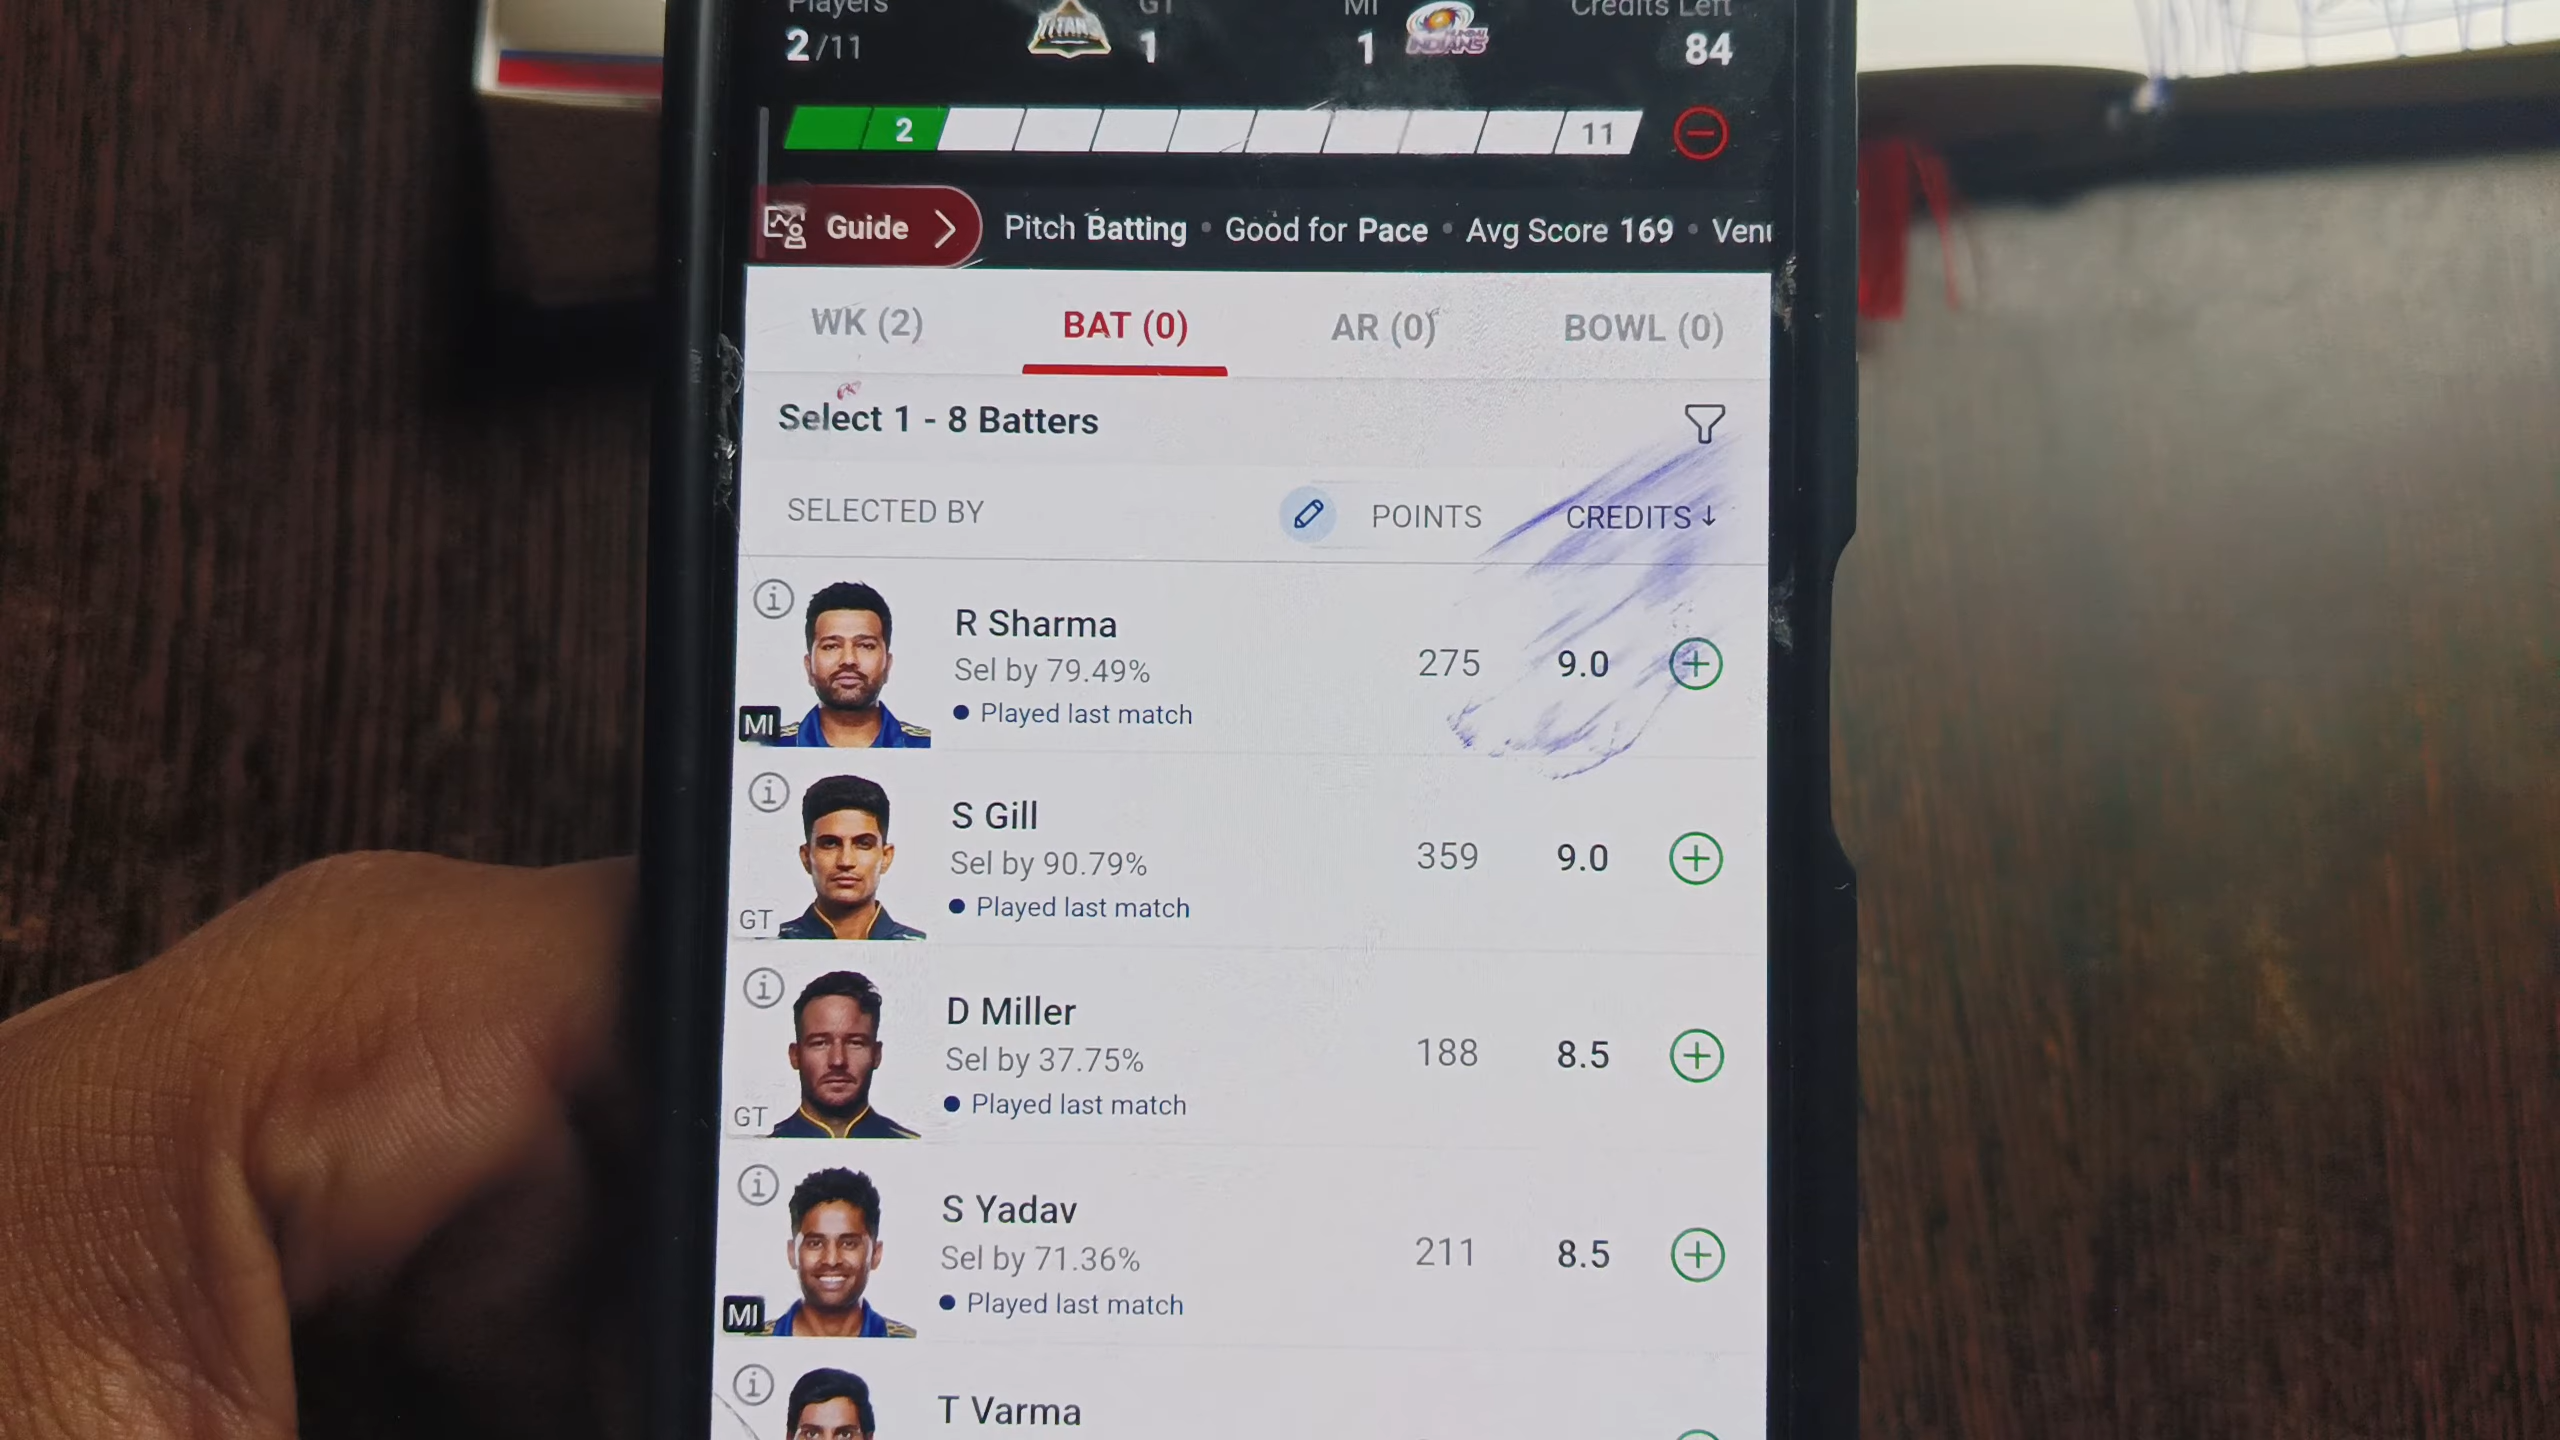 Players GT MI Credits Left
2/11 1 1 84
TITANS
MUMBAI INDIANS
2 11
Guide Pitch Batting • Good for Pace • Avg Score 169 •
WK (2) BAT (0) AR (0) BOWL (0)
Select 1 - 8 Batters
SELECTED BY POINTS CREDITS ↓
R Sharma
Sel by 79.49% 275 9.0
• Played last match
MI
S Gill
Sel by 90.79% 359 9.0
• Played last match
GT
D Miller
Sel by 37.75% 188 8.5
• Played last match
GT
S Yadav
Sel by 71.36% 211 8.5
• Played last match
MI
T Varma